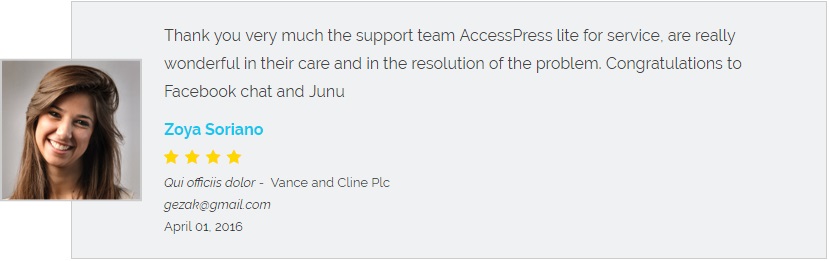 Thank you very much the support team AccessPress lite for service, are really
wonderful in their care and in the resolution of the problem. Congratulations to
Facebook chat and Junu
Zoya Soriano
Qui officiis dolor - Vance and Cline Plc
gezak@gmail.com
April 01, 2016